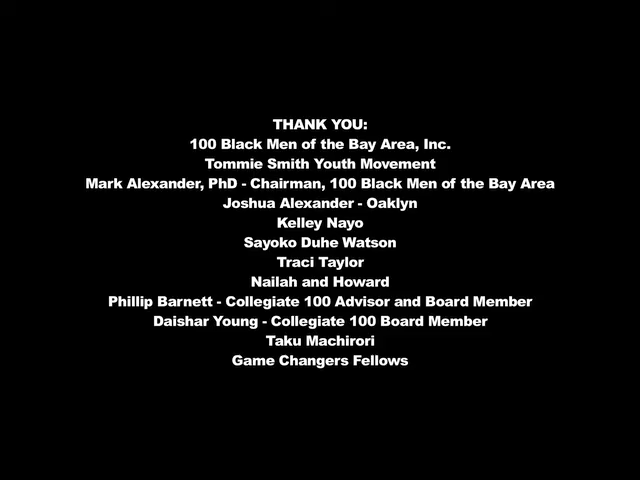 THANK YOU:
100 Black Men of the Bay Area, Inc.
Tommie Smith Youth Movement
Mark Alexander, PhD - Chairman, 100 Black Men of the Bay Area
Joshua Alexander - Oaklyn
Kelley Nayo
Sayoko Duhe Watson
Traci Taylor
Nailah and Howard
Phillip Barnett - Collegiate 100 Advisor and Board Member
Daishar Young - Collegiate 100 Board Member
Taku Machirori
Game Changers Fellows